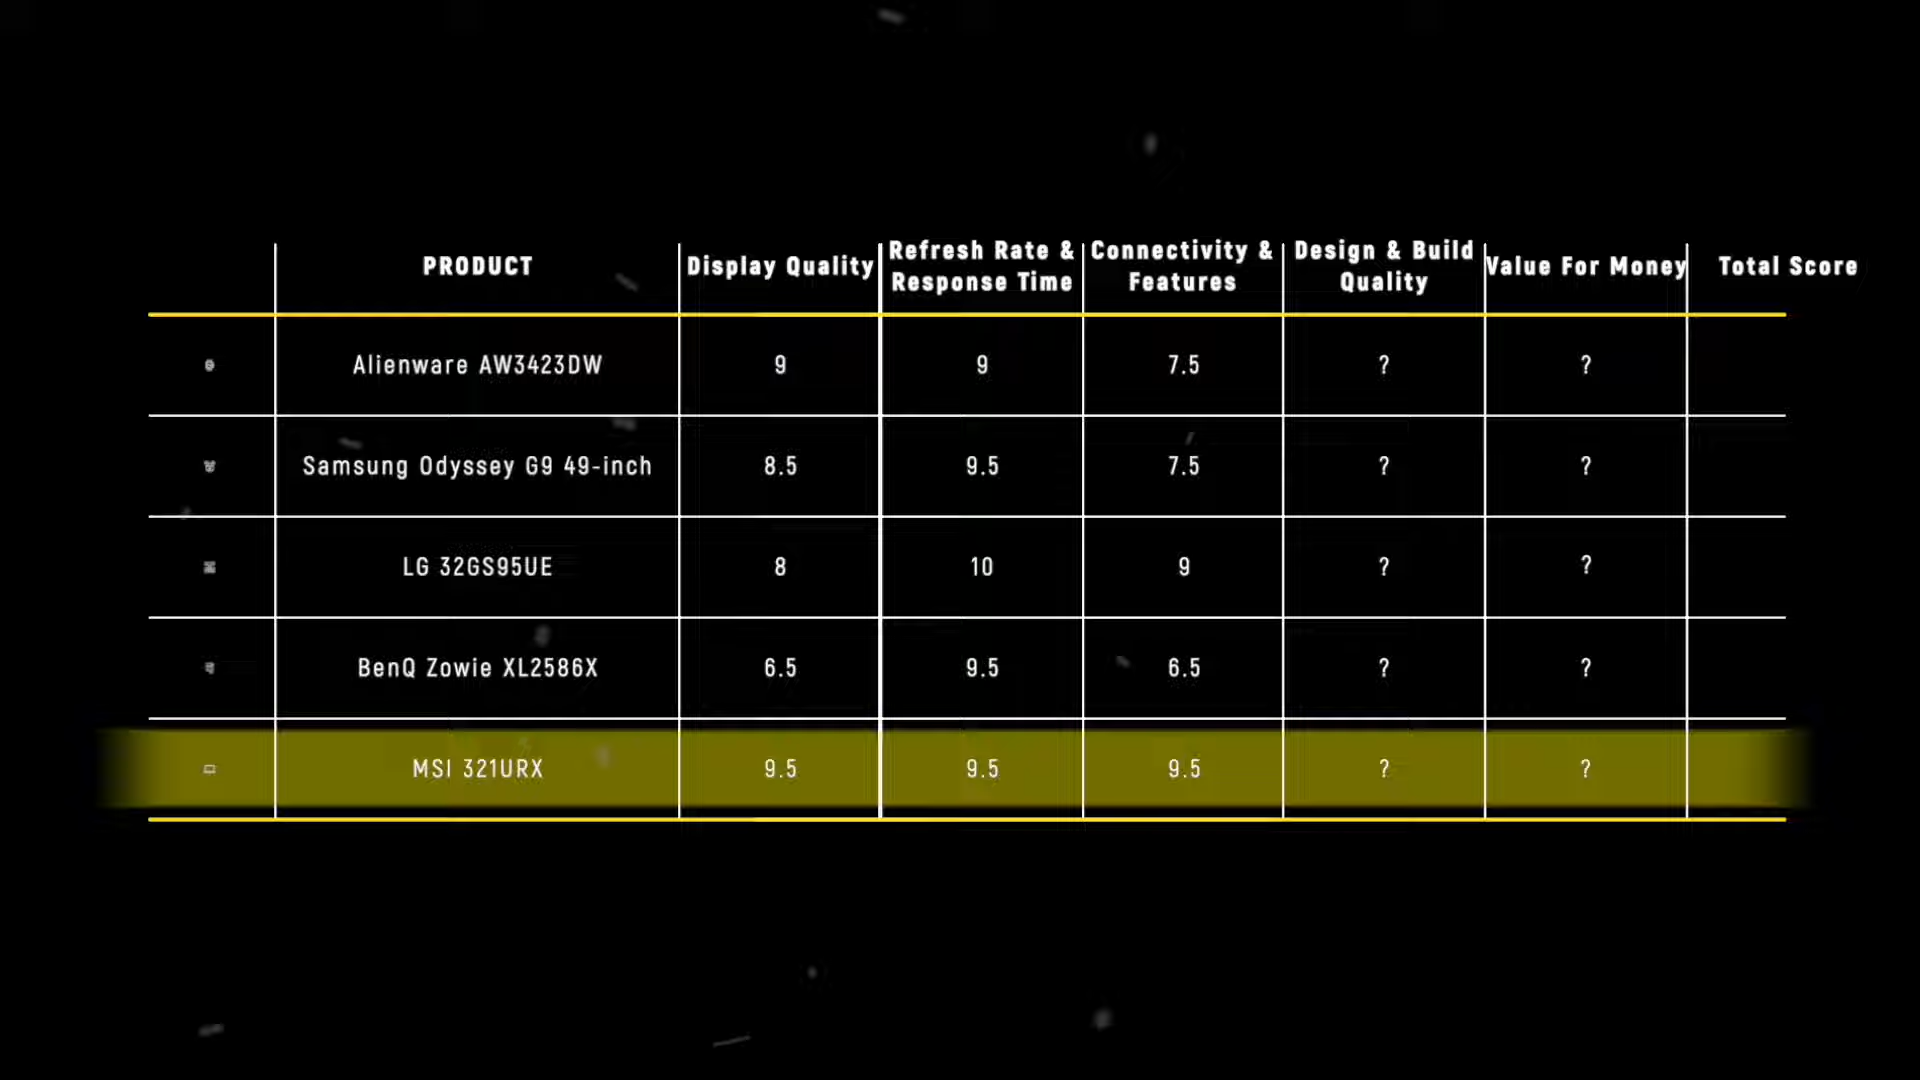 PRODUCT Display Quality Refresh Rate & Response Time Connectivity & Features Design & Build Quality Value For Money Total Score
Alienware AW3423DW 9 9 7.5 ? ?
Samsung Odyssey G9 49-inch 8.5 9.5 7.5 ? ?
LG 32GS95UE 8 10 9 ? ?
BenQ Zowie XL2586X 6.5 9.5 6.5 ? ?
MSI 321URX 9.5 9.5 9.5 ? ?